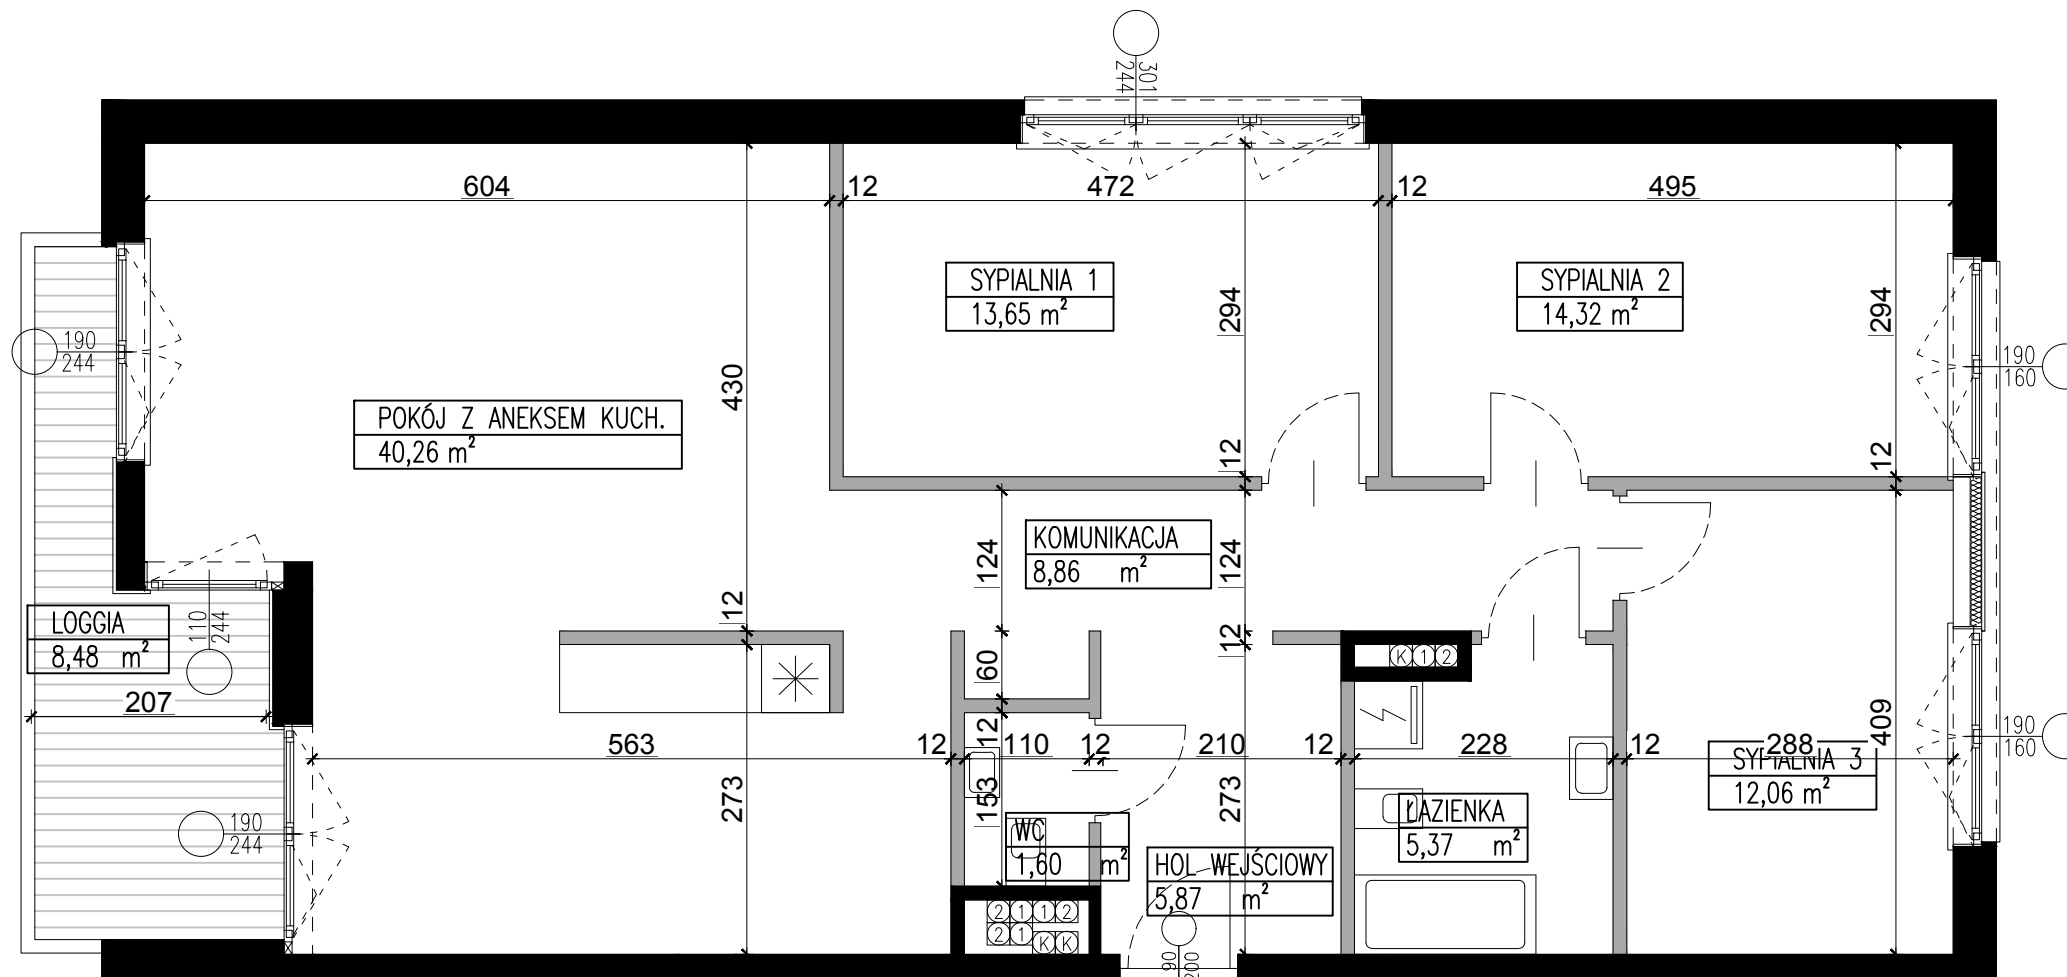 301
244
604
12
472
12
495
SYPIALNIA 1
13,65 m²
294
SYPIALNIA 2
14,32 m²
294
190
244
190
160
430
POKÓJ Z ANEKSEM KUCH.
40,26 m²
12
12
KOMUNIKACJA
8,86 m²
124
124
110
244
LOGGIA
8,48 m²
12
12
60
K 1 2
207
563
12
110
12
210
12
228
12
288
409
190
160
12
273
153
273
SYPIALNIA 3
12,06 m²
190
244
WC
1,60 m²
ŁAZIENKA
5,37 m²
HOL WEJŚCIOWY
5,87 m²
2 1 1 2
2 1 K K
90
200